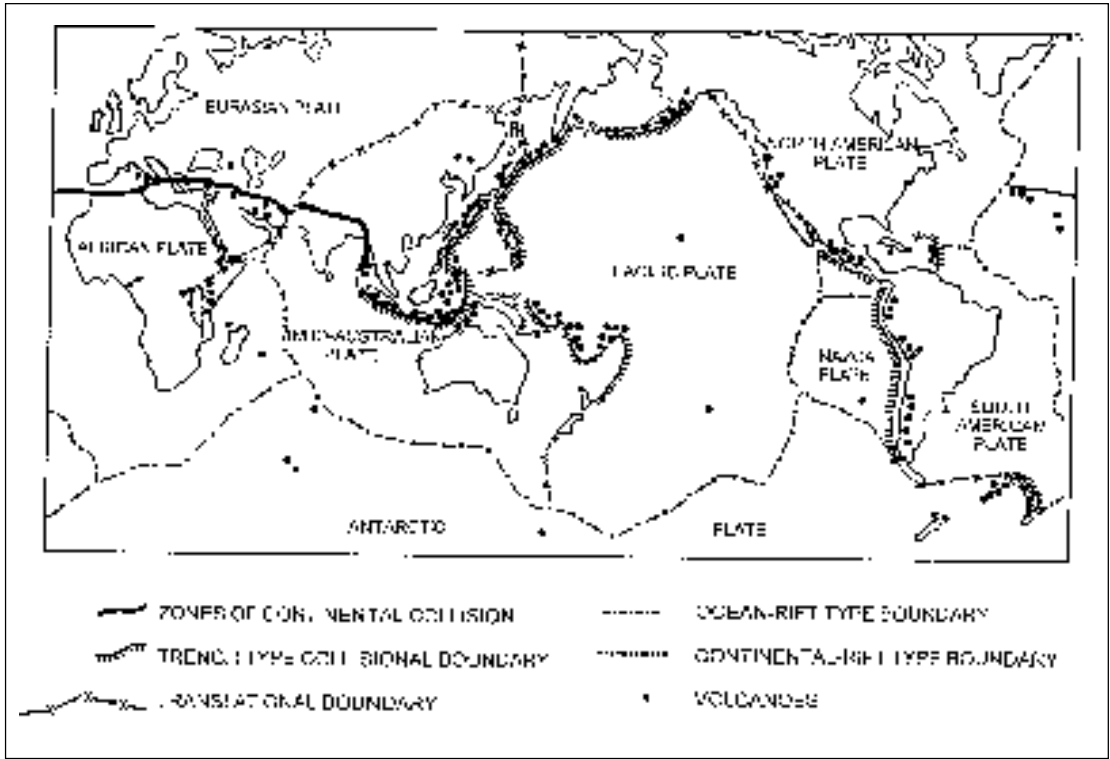 EURASIAN PLATE
NORTH AMERICAN
PLATE
AFRICAN PLATE
PACIFIC PLATE
INDO-AUSTRALIAN
PLATE
NAZCA
PLATE
SOUTH
AMERICAN
PLATE
ANTARCTIC PLATE
ZONES OF CONTINENTAL COLLISION
OCEAN-RIFT TYPE BOUNDARY
TRENCH TYPE COLLISIONAL BOUNDARY
CONTINENTAL-RIFT TYPE BOUNDARY
TRANSLATIONAL BOUNDARY
VOLCANOES